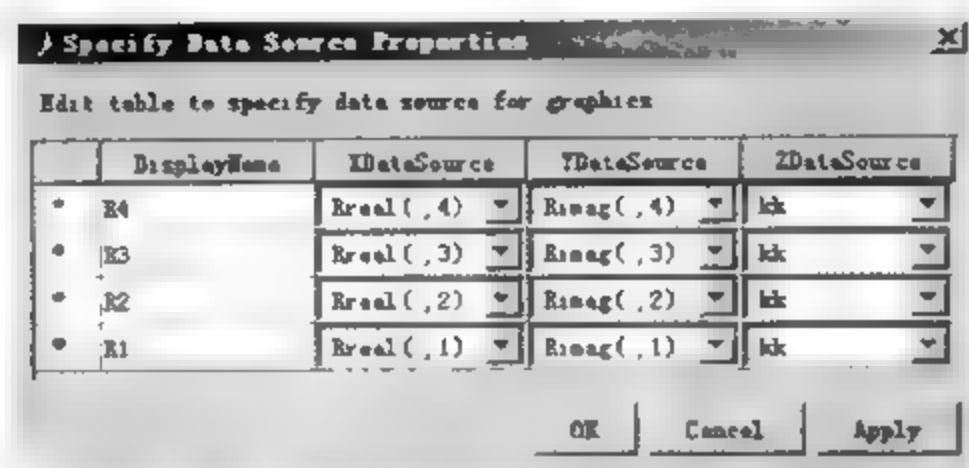 Specify Data Source Properties
Edit table to specify data source for graphics
DisplayName XDataSource YDataSource ZDataSource
R4 Rreal(,4) Rimag(,4) kk
R3 Rreal(,3) Rimag(,3) kk
R2 Rreal(,2) Rimag(,2) kk
R1 Rreal(,1) Rimag(,1) kk
OK Cancel Apply